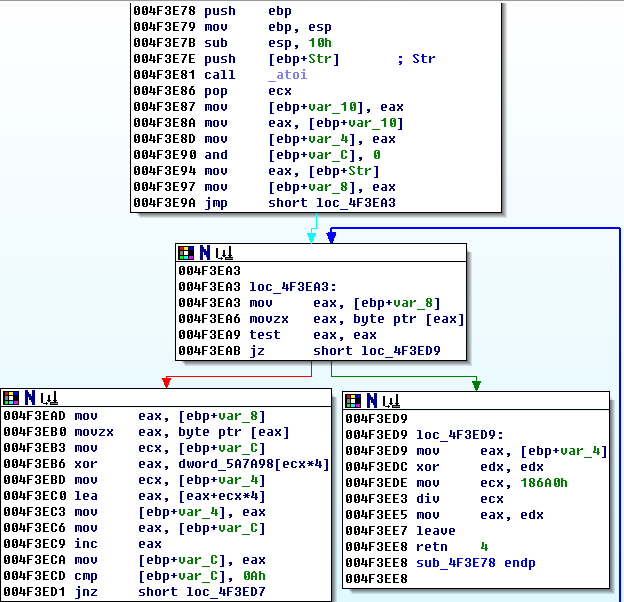 004F3E78 push ebp
004F3E79 mov ebp, esp
004F3E7B sub esp, 10h
004F3E7E push [ebp+Str] ; Str
004F3E81 call _atoi
004F3E86 pop ecx
004F3E87 mov [ebp+var_10], eax
004F3E8A mov eax, [ebp+var_10]
004F3E8D mov [ebp+var_4], eax
004F3E90 and [ebp+var_C], 0
004F3E94 mov eax, [ebp+Str]
004F3E97 mov [ebp+var_8], eax
004F3E9A jmp short loc_4F3EA3
N
004F3EA3
004F3EA3 loc_4F3EA3:
004F3EA3 mov eax, [ebp+var_8]
004F3EA6 movzx eax, byte ptr [eax]
004F3EA9 test eax, eax
004F3EAB jz short loc_4F3ED9
N
004F3EAD mov eax, [ebp+var_8]
004F3EB0 movzx eax, byte ptr [eax]
004F3EB3 mov ecx, [ebp+var_C]
004F3EB6 xor eax, dword_5A7A98[ecx*4]
004F3EBD mov ecx, [ebp+var_4]
004F3EC0 lea eax, [eax+ecx*4]
004F3EC3 mov [ebp+var_4], eax
004F3EC6 mov eax, [ebp+var_C]
004F3EC9 inc eax
004F3ECA mov [ebp+var_C], eax
004F3ECD cmp [ebp+var_C], 0Ah
004F3ED1 jnz short loc_4F3ED7
N
004F3ED9
004F3ED9 loc_4F3ED9:
004F3ED9 mov eax, [ebp+var_4]
004F3EDC xor edx, edx
004F3EDE mov ecx, 186A0h
004F3EE3 div ecx
004F3EE5 mov eax, edx
004F3EE7 leave
004F3EE8 retn 4
004F3EE8 sub_4F3E78 endp
004F3EE8